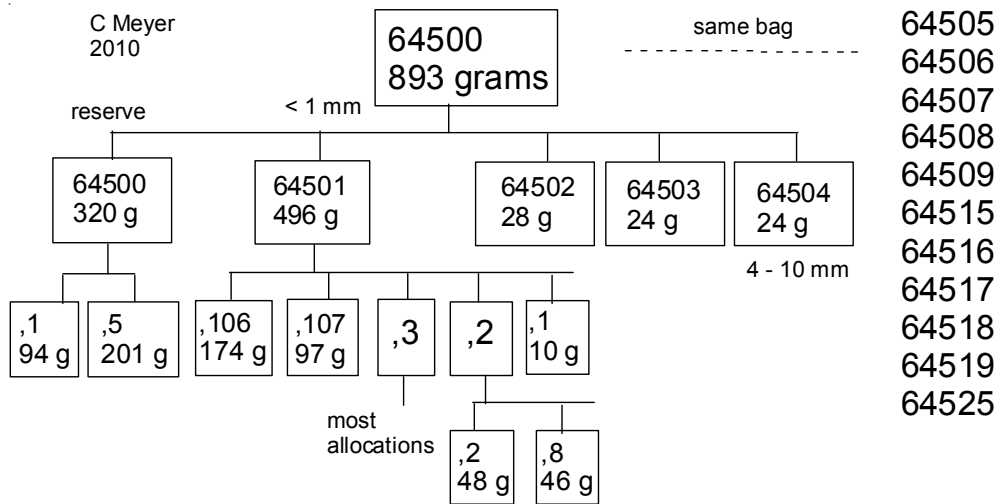 C Meyer
2010
64500
893 grams
same bag
64505
64506
64507
64508
64509
64515
64516
64517
64518
64519
64525
reserve
< 1 mm
64500
320 g
64501
496 g
64502
28 g
64503
24 g
64504
24 g
4 - 10 mm
,1
94 g
,5
201 g
,106
174 g
,107
97 g
,3
,2
,1
10 g
most
allocations
,2
48 g
,8
46 g